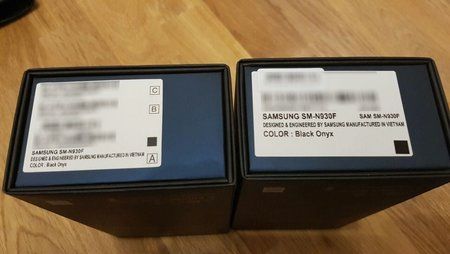 C
B
SAMSUNG SM-N930F
DESIGNED & ENGINEERED BY SAMSUNG MANUFACTURED IN VIETNAM
COLOR : Black Onyx
A
SAMSUNG SM-N930F SAM SM-N930F
DESIGNED & ENGINEERED BY SAMSUNG MANUFACTURED IN VIETNAM
COLOR : Black Onyx